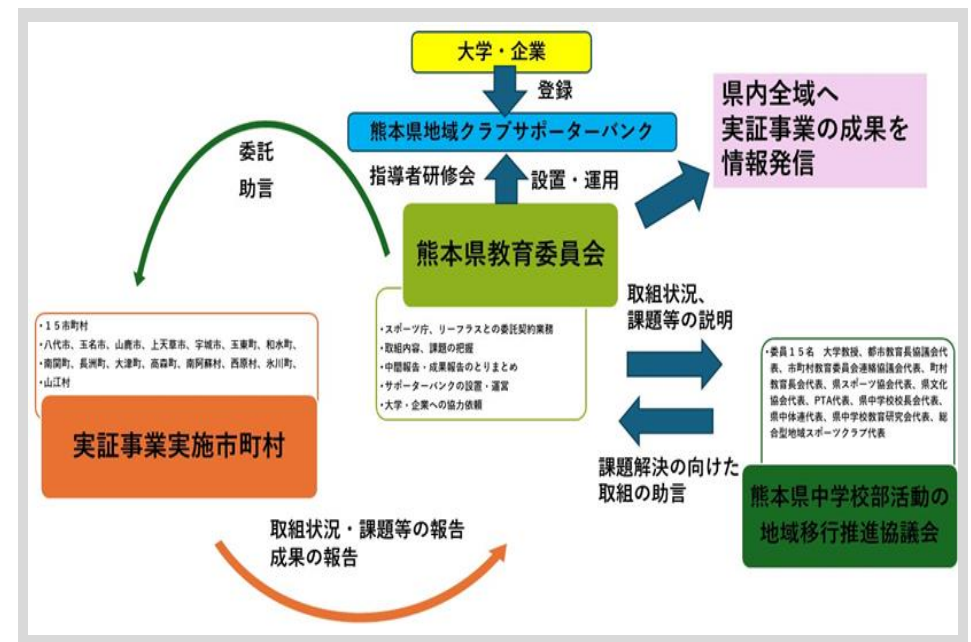 大学・企業
登録
熊本県地域クラブサポーターバンク
県内全域へ
実証事業の成果を
情報発信
委託
助言
指導者研修会
設置・運用
熊本県教育委員会
・スポーツ庁、リーフラスとの委託契約業務
・取組内容、課題の把握
・中間報告・成果報告のとりまとめ
・サポーターバンクの設置・運営
・大学・企業への協力依頼
取組状況、
課題等の説明
・15市町村
・八代市、玉名市、山鹿市、上天草市、宇城市、玉東町、和水町、
・南関町、長洲町、大津町、高森町、南阿蘇村、西原村、氷川町、
・山江村
実証事業実施市町村
・委員15名 大学教授、都市教育長協議会代
表、市町村教育委員会連絡協議会代表、町村
教育長会代表、県スポーツ協会代表、県文化
協会代表、PTA代表、県中学校校長会代表、
県中体連代表、県中学校教育研究会代表、総
合型地域スポーツクラブ代表
課題解決の向けた
取組の助言
熊本県中学校部活動の
地域移行推進協議会
取組状況・課題等の報告
成果の報告